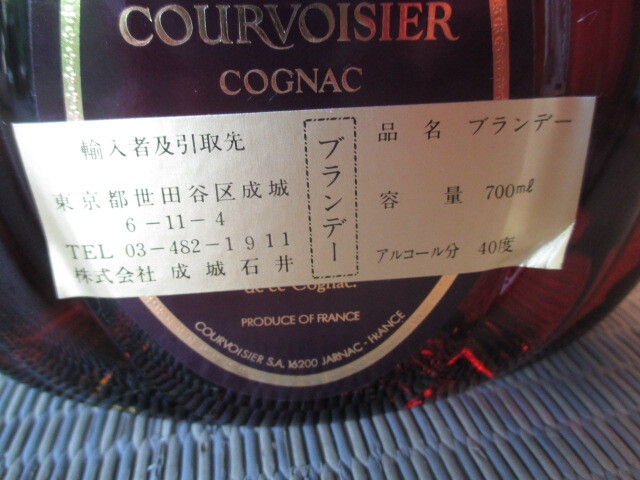 COURVOISIER
COGNAC
輸入者及引取先
東京都世田谷区成城
6-11-4
TEL 03-482-1911
株式会社 成城石井
ブランデー
品名 ブランデー
容量 700mℓ
アルコール分 40度
de ce Cognac.
PRODUCE OF FRANCE
COURVOISIER S.A. 16200 JARNAC - FRANCE